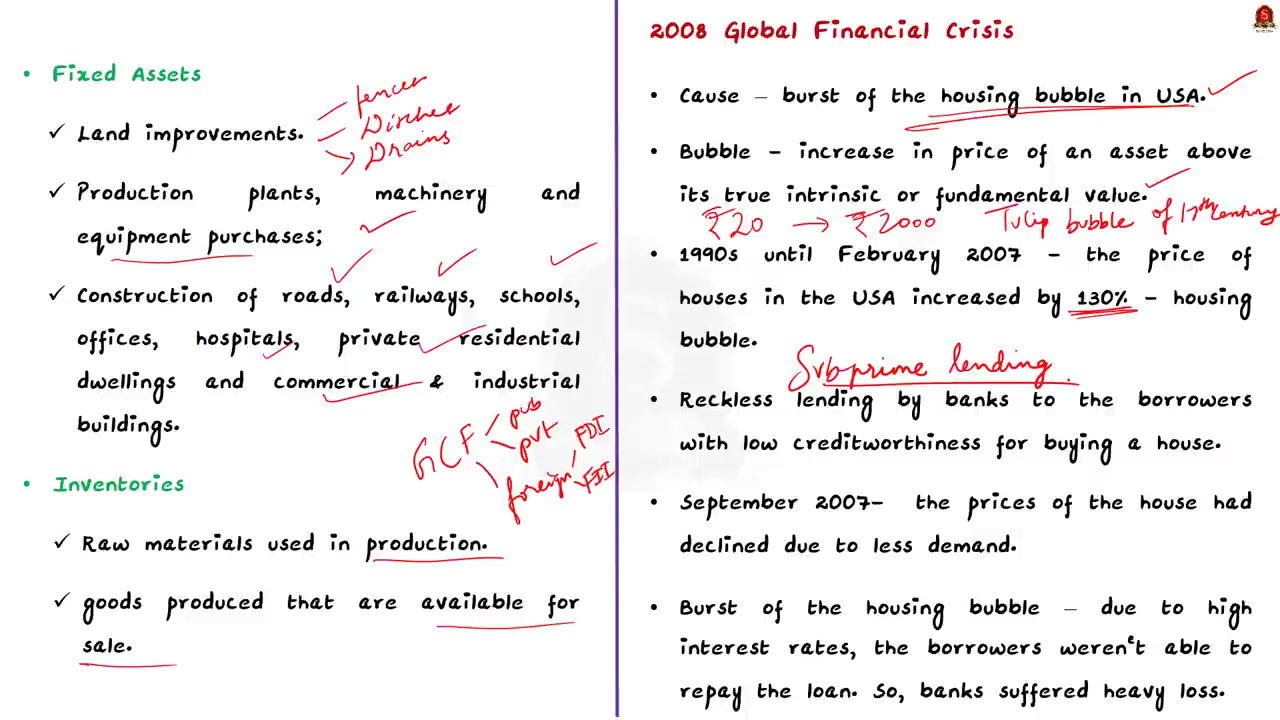 • Fixed Assets
fences
✓ Land improvements.
Ditches
Drains
✓ Production plants, machinery and
equipment purchases;
✓ Construction of roads, railways, schools,
offices, hospitals, private residential
dwellings and commercial & industrial
buildings.
GCF
pub
pvt
foreign
FDI
FII
• Inventories
✓ Raw materials used in production.
✓ goods produced that are available for
sale.
2008 Global Financial Crisis
• Cause – burst of the housing bubble in USA.
• Bubble – increase in price of an asset above
its true intrinsic or fundamental value.
₹20 → ₹2000 Tulip bubble of 17th century
• 1990s until February 2007 - the price of
houses in the USA increased by 130% - housing
bubble.
Subprime lending
• Reckless lending by banks to the borrowers
with low creditworthiness for buying a house.
• September 2007- the prices of the house had
declined due to less demand.
• Burst of the housing bubble – due to high
interest rates, the borrowers weren't able to
repay the loan. So, banks suffered heavy loss.